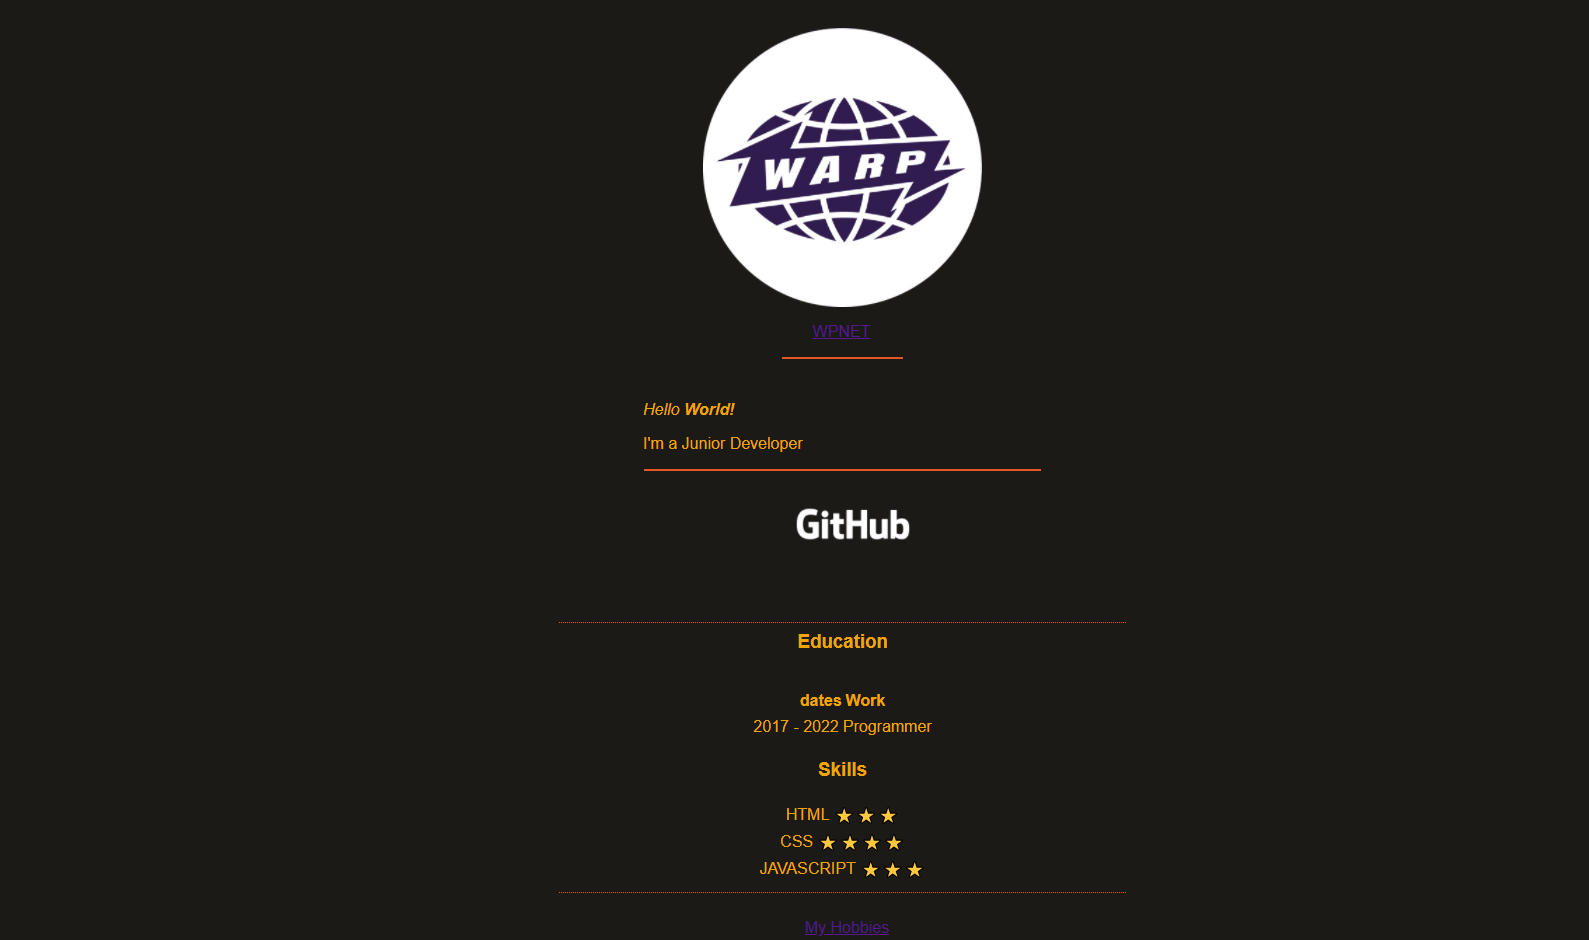 WARP
WPNET
Hello World!
I'm a Junior Developer
GitHub
Education
dates Work
2017 - 2022 Programmer
Skills
HTML ★ ★ ★
CSS ★ ★ ★ ★
JAVASCRIPT ★ ★ ★
My Hobbies